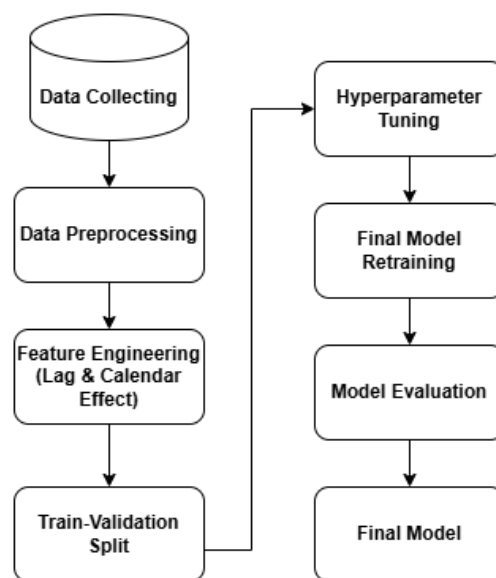 Data Collecting
Data Preprocessing
Feature Engineering
(Lag & Calendar
Effect)
Train-Validation
Split
Hyperparameter
Tuning
Final Model
Retraining
Model Evaluation
Final Model